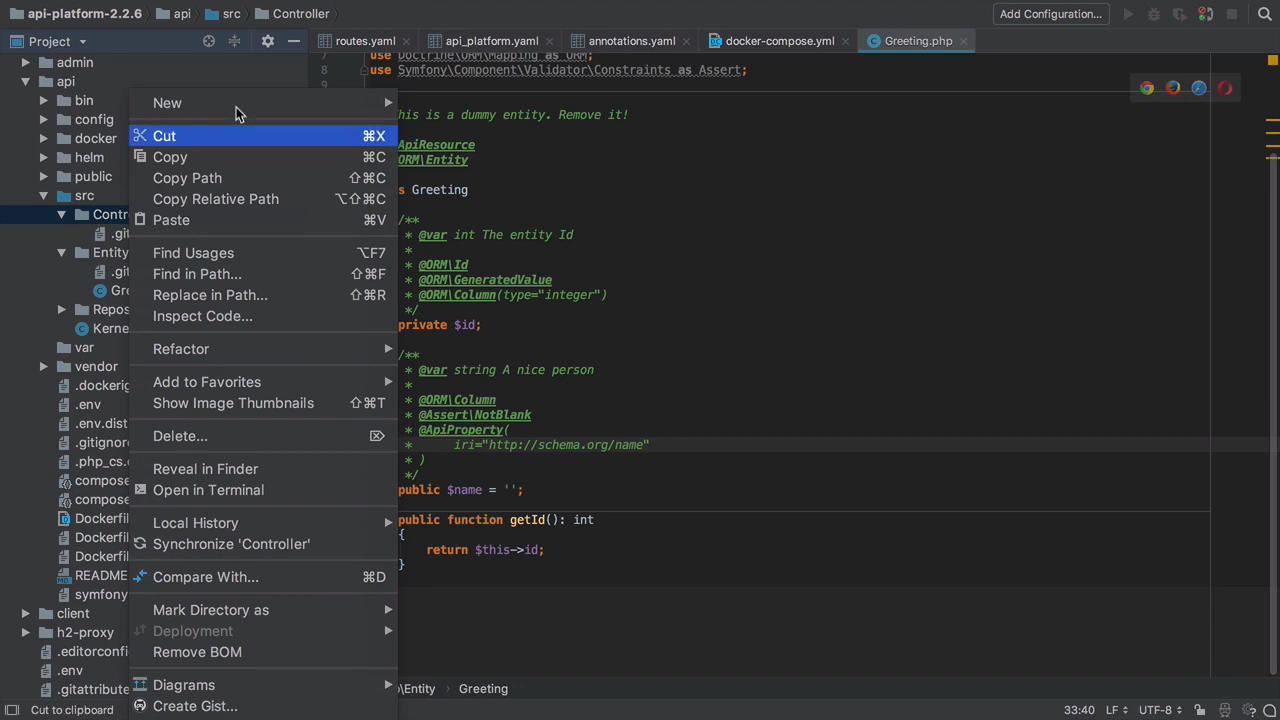 api-platform-2.2.6 api src Controller Add Configuration...
Project
routes.yaml api_platform.yaml annotations.yaml docker-compose.yml Greeting.php
admin
api
bin
config
docker
helm
public
src
Contr
.git
Entity
.git
Gre
Repos
Kerne
var
vendor
.dockerig
.env
.env.dist
.gitignor
.php_cs.
compose
compose
Dockerfil
Dockerfil
Dockerfil
README
symfony
client
h2-proxy
.editorconfi
.env
.gitattribute
New
Cut ⌘X
Copy ⌘C
Copy Path ⇧⌘C
Copy Relative Path ⌥⇧⌘C
Paste ⌘V
Find Usages ⌥F7
Find in Path... ⇧⌘F
Replace in Path... ⇧⌘R
Inspect Code...
Refactor
Add to Favorites
Show Image Thumbnails ⇧⌘T
Delete... ⌦
Reveal in Finder
Open in Terminal
Local History
Synchronize 'Controller'
Compare With... ⌘D
Mark Directory as
Deployment
Remove BOM
Diagrams
Create Gist...
7 use Doctrine\ORM\Mapping as ORM;
8 use Symfony\Component\Validator\Constraints as Assert;
9
his is a dummy entity. Remove it!
ApiResource
ORM\Entity
s Greeting
/**
* @var int The entity Id
*
* @ORM\Id
* @ORM\GeneratedValue
* @ORM\Column(type="integer")
*/
private $id;
/**
* @var string A nice person
*
* @ORM\Column
* @Assert\NotBlank
* @ApiProperty(
* iri="http://schema.org/name"
* )
*/
public $name = '';
public function getId(): int
{
return $this->id;
}
\Entity Greeting
Cut to clipboard 33:40 LF UTF-8